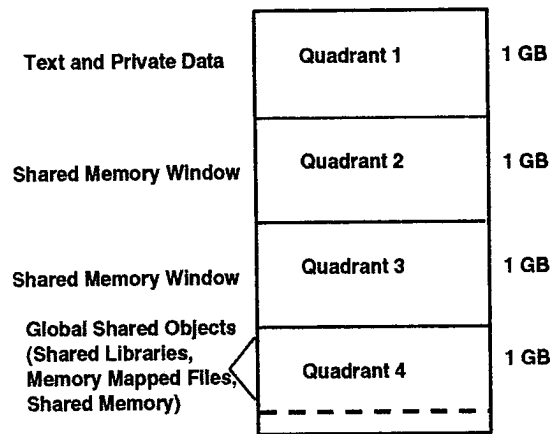 Text and Private Data Quadrant 1 1 GB
Shared Memory Window Quadrant 2 1 GB
Shared Memory Window Quadrant 3 1 GB
Global Shared Objects
(Shared Libraries,
Memory Mapped Files,
Shared Memory)
Quadrant 4 1 GB